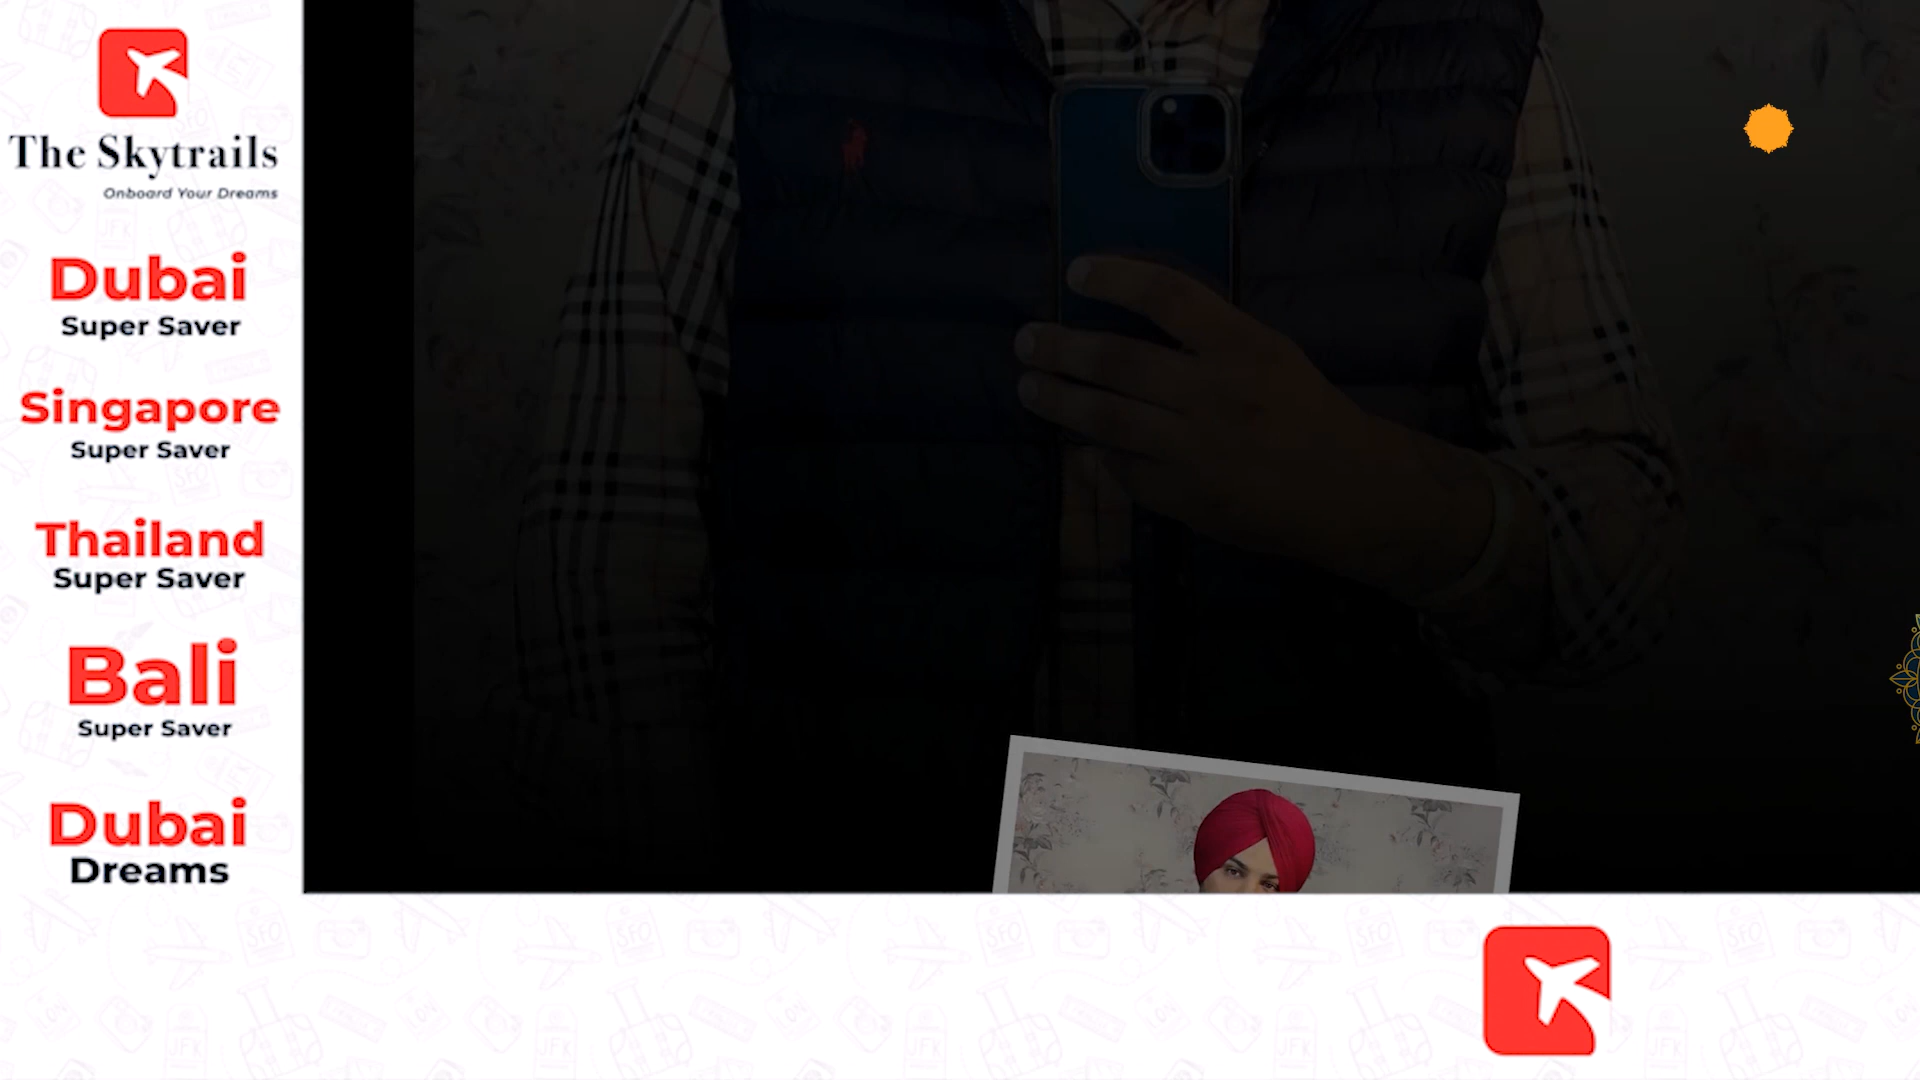 The Skytrails
Onboard Your Dreams
Dubai
Super Saver
Singapore
Super Saver
Thailand
Super Saver
Bali
Super Saver
Dubai
Dreams